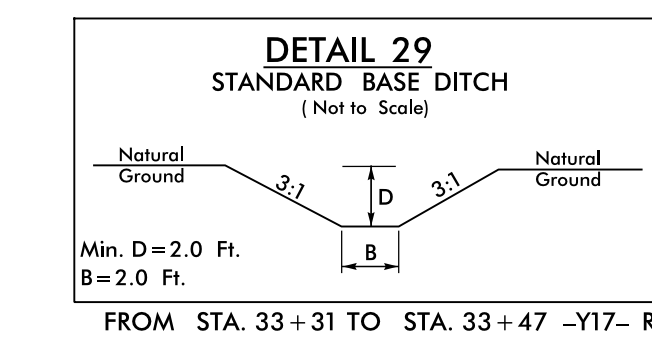 DETAIL 29
STANDARD BASE DITCH
( Not to Scale)
Natural
Ground
3:1
D
3:1
Natural
Ground
B
Min. D=2.0 Ft.
B=2.0 Ft.
FROM STA. 33+31 TO STA. 33+47 –Y17– R